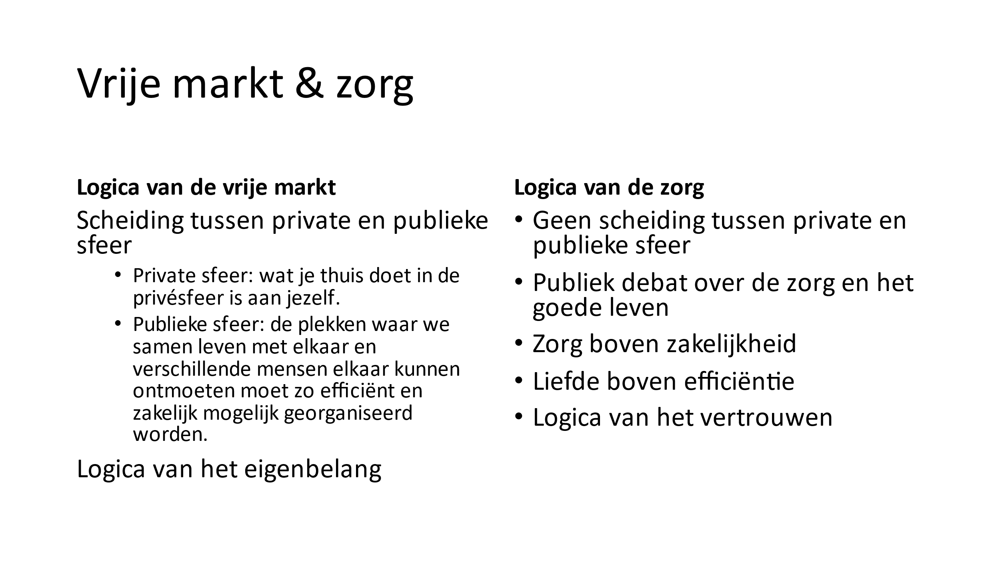 Vrije markt & zorg
Logica van de vrije markt
Scheiding tussen private en publieke
sfeer
• Private sfeer: wat je thuis doet in de
privésfeer is aan jezelf.
• Publieke sfeer: de plekken waar we
samen leven met elkaar en
verschillende mensen elkaar kunnen
ontmoeten moet zo efficiënt en
zakelijk mogelijk georganiseerd
worden.
Logica van het eigenbelang
Logica van de zorg
• Geen scheiding tussen private en
publieke sfeer
• Publiek debat over de zorg en het
goede leven
• Zorg boven zakelijkheid
• Liefde boven efficiëntie
• Logica van het vertrouwen